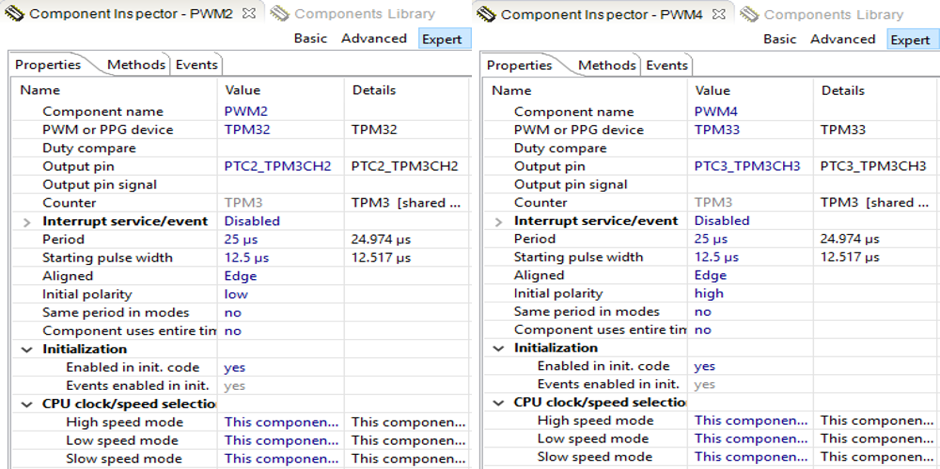 Component Inspector - PWM2 Components Library
Basic Advanced Expert
Properties Methods Events
Name Value Details
Component name PWM2
PWM or PPG device TPM32 TPM32
Duty compare
Output pin PTC2_TPM3CH2 PTC2_TPM3CH2
Output pin signal
Counter TPM3 TPM3 [shared ...
Interrupt service/event Disabled
Period 25 µs 24.974 µs
Starting pulse width 12.5 µs 12.517 µs
Aligned Edge
Initial polarity low
Same period in modes no
Component uses entire tim no
Initialization
Enabled in init. code yes
Events enabled in init. yes
CPU clock/speed selectio
High speed mode This componen... This componen...
Low speed mode This componen... This componen...
Slow speed mode This componen... This componen...
Component Inspector - PWM4 Components Library
Basic Advanced Expert
Properties Methods Events
Name Value Details
Component name PWM4
PWM or PPG device TPM33 TPM33
Duty compare
Output pin PTC3_TPM3CH3 PTC3_TPM3CH3
Output pin signal
Counter TPM3 TPM3 [shared ...
Interrupt service/event Disabled
Period 25 µs 24.974 µs
Starting pulse width 12.5 µs 12.517 µs
Aligned Edge
Initial polarity high
Same period in modes no
Component uses entire tim no
Initialization
Enabled in init. code yes
Events enabled in init. yes
CPU clock/speed selectio
High speed mode This componen... This componen...
Low speed mode This componen... This componen...
Slow speed mode This componen... This componen...